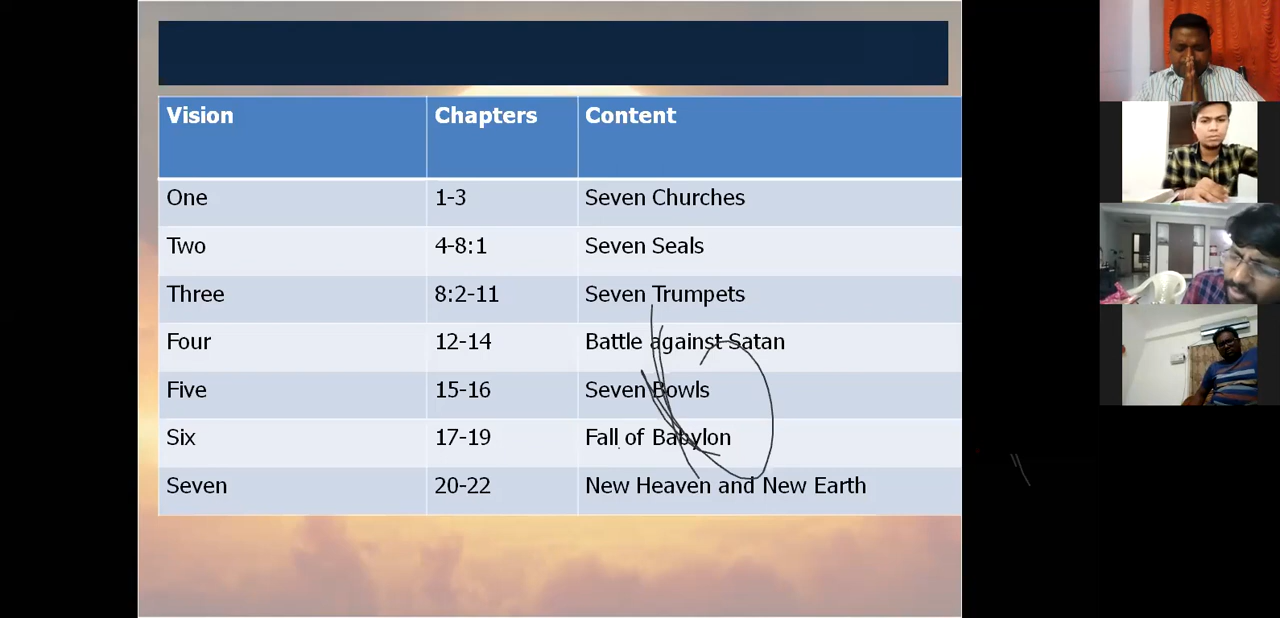 Vision Chapters Content
One 1-3 Seven Churches
Two 4-8:1 Seven Seals
Three 8:2-11 Seven Trumpets
Four 12-14 Battle against Satan
Five 15-16 Seven Bowls
Six 17-19 Fall of Babylon
Seven 20-22 New Heaven and New Earth